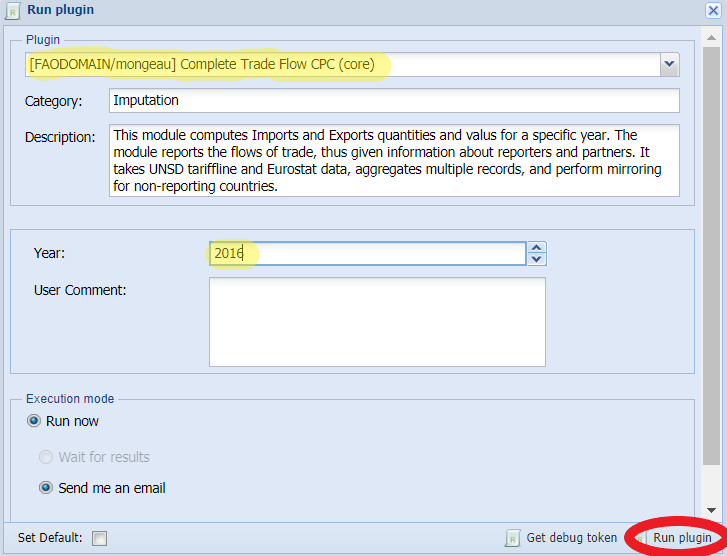 Run plugin
Plugin
[FAODOMAIN/mongeau] Complete Trade Flow CPC (core)
Category: Imputation
Description: This module computes Imports and Exports quantities and valus for a specific year. The
module reports the flows of trade, thus given information about reporters and partners. It
takes UNSD tariffline and Eurostat data, aggregates multiple records, and perform mirroring
for non-reporting countries.
Year: 2016
User Comment:
Execution mode
Run now
Wait for results
Send me an email
Set Default: Get debug token Run plugin